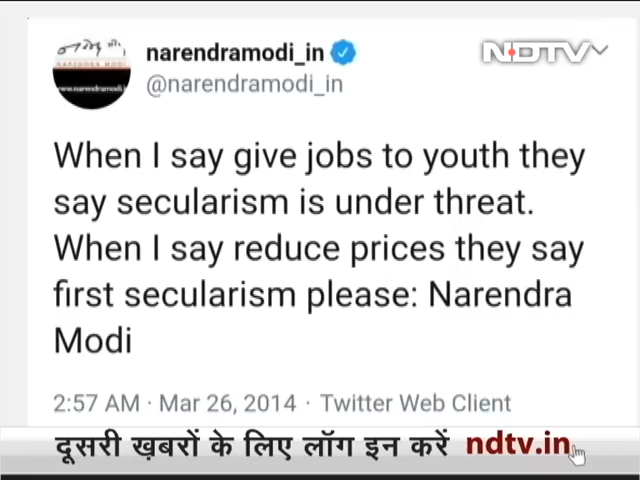 narendramodi_in
@narendramodi_in
NDTV
NARENDRA MODI
When I say give jobs to youth they
say secularism is under threat.
When I say reduce prices they say
first secularism please: Narendra
Modi
2:57 AM · Mar 26, 2014 · Twitter Web Client
दूसरी ख़बरों के लिए लॉग इन करें ndtv.in